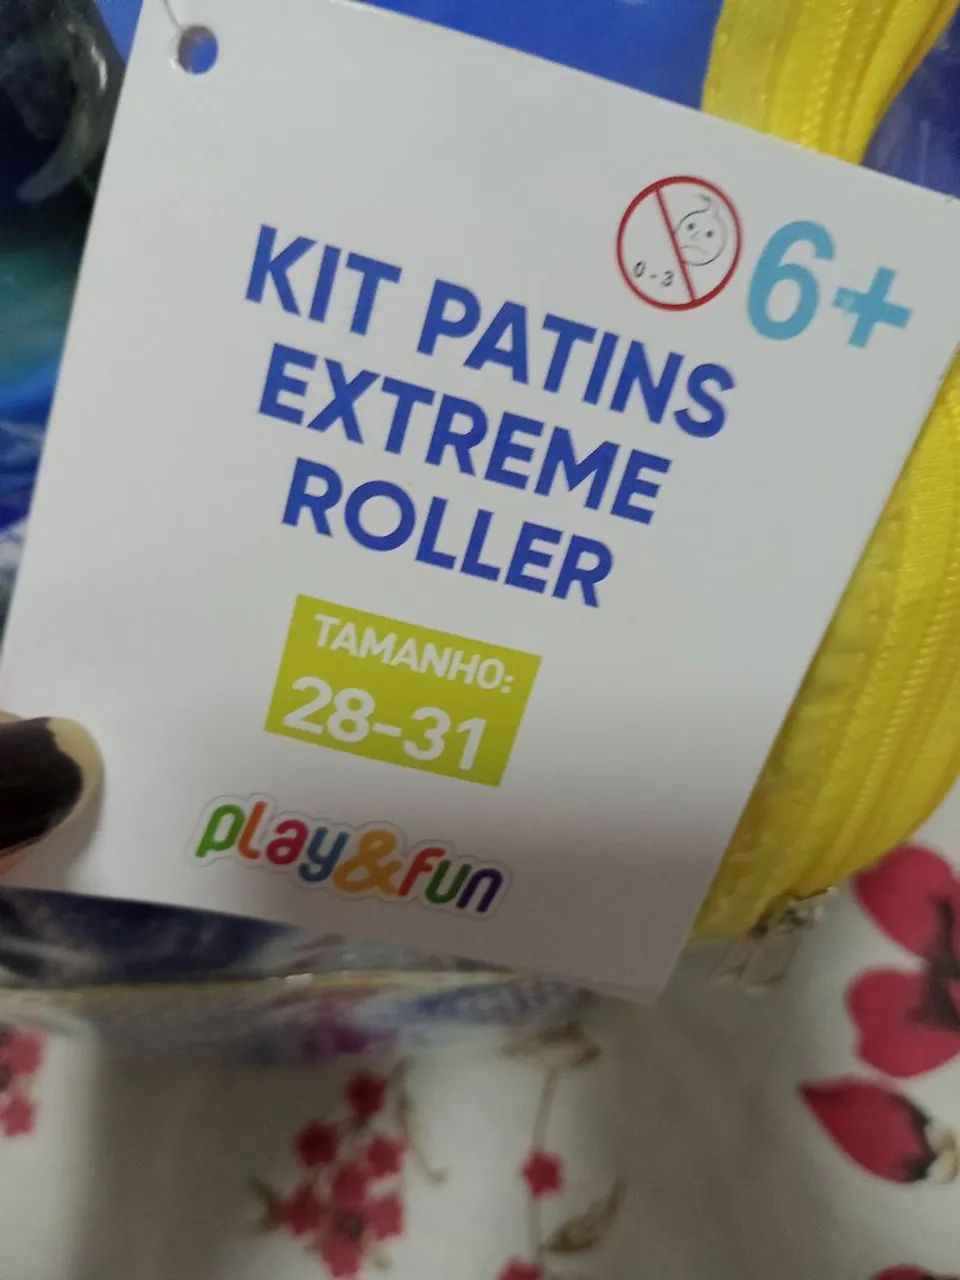 0-3
6+
KIT PATINS
EXTREME
ROLLER
TAMANHO:
28-31
play&fun